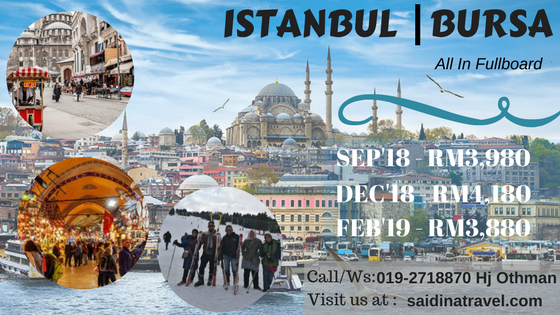 ISTANBUL | BURSA
All In Fullboard
SEP'18 - RM3,980
DEC'18 - RM4,180
FEB'19 - RM3,880
Call/Ws:019-2718870 Hj Othman
Visit us at : saidinatravel.com